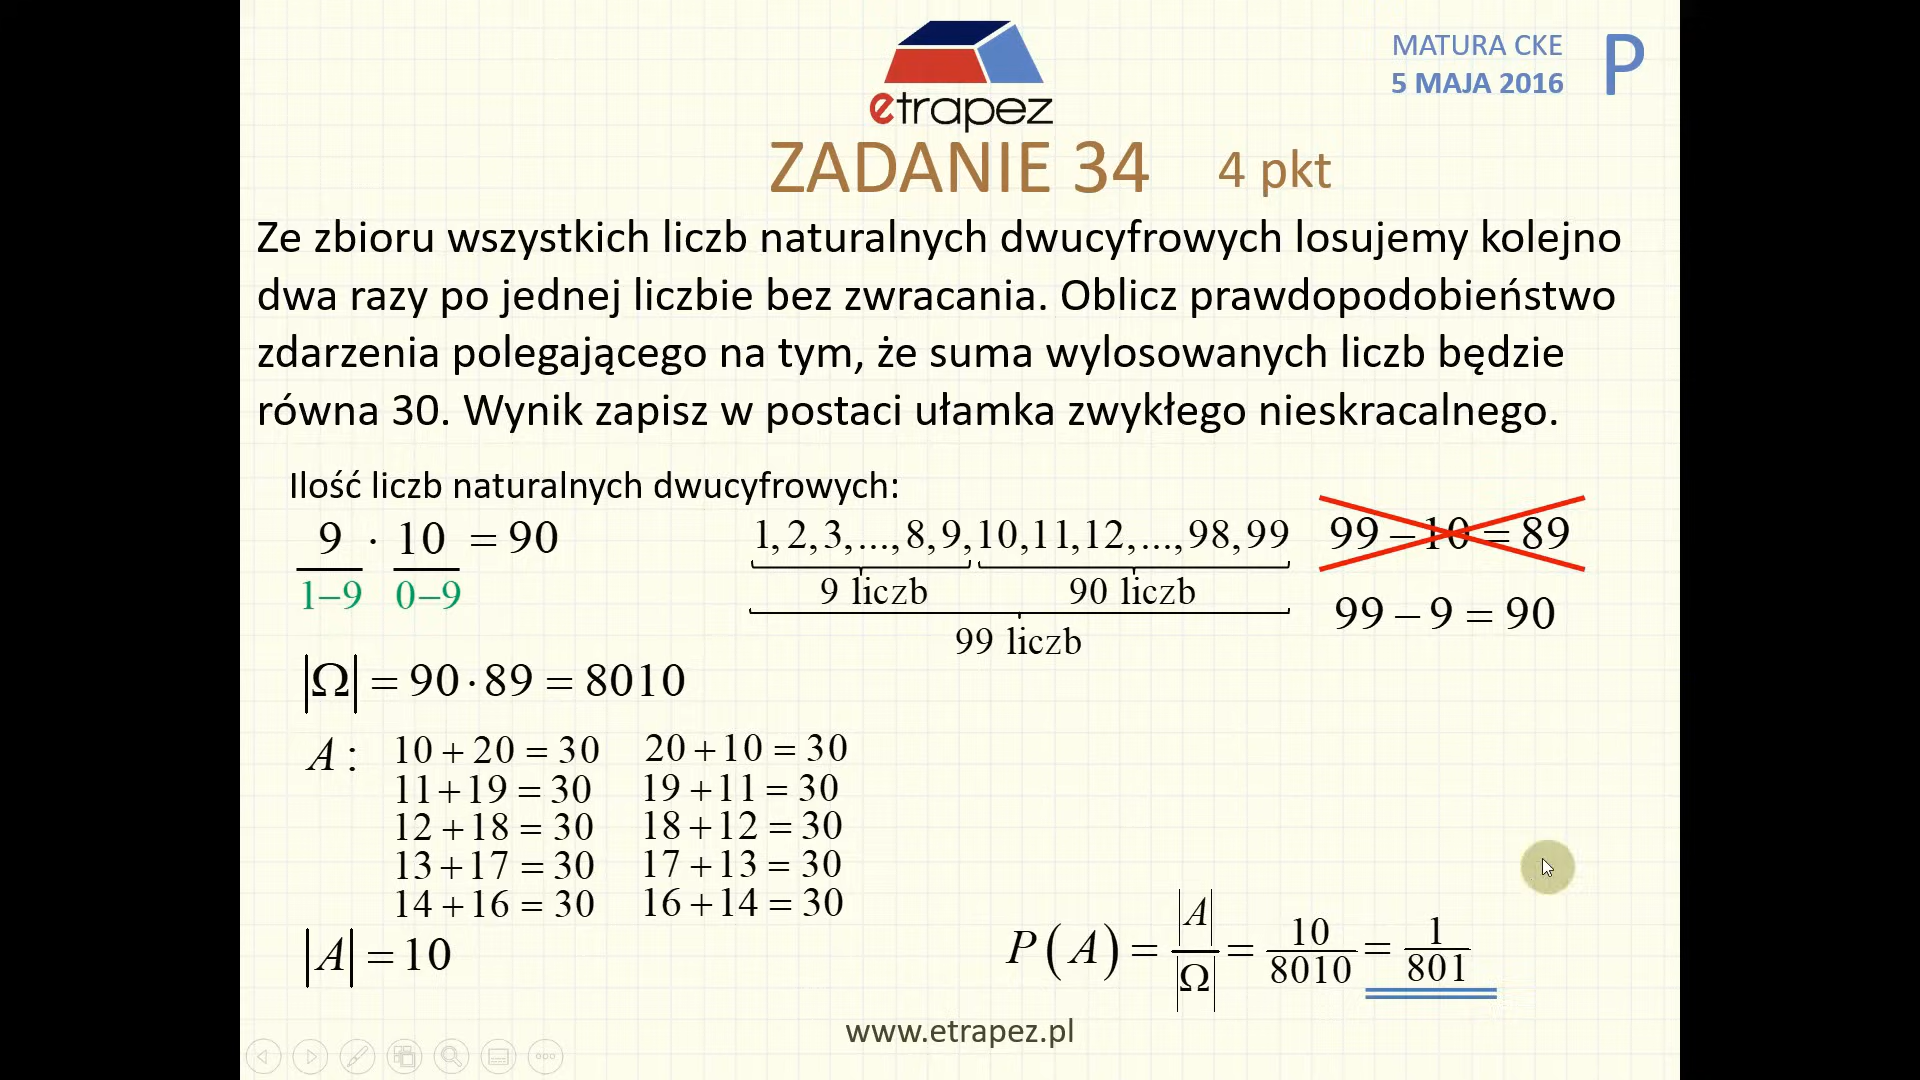 etrapez
MATURA CKE
5 MAJA 2016
P
ZADANIE 34 4 pkt
Ze zbioru wszystkich liczb naturalnych dwucyfrowych losujemy kolejno
dwa razy po jednej liczbie bez zwracania. Oblicz prawdopodobieństwo
zdarzenia polegającego na tym, że suma wylosowanych liczb będzie
równa 30. Wynik zapisz w postaci ułamka zwykłego nieskracalnego.
Ilość liczb naturalnych dwucyfrowych:
9 · 10 = 90
1–9 0–9
1, 2, 3, ..., 8, 9, 10, 11, 12, ..., 98, 99
9 liczb 90 liczb
99 liczb
99 – 10 = 89
99 – 9 = 90
|Ω| = 90 · 89 = 8010
A : 10 + 20 = 30 20 + 10 = 30
11 + 19 = 30 19 + 11 = 30
12 + 18 = 30 18 + 12 = 30
13 + 17 = 30 17 + 13 = 30
14 + 16 = 30 16 + 14 = 30
|A| = 10
P(A) = |A|/|Ω| = 10/8010 = 1/801
www.etrapez.pl